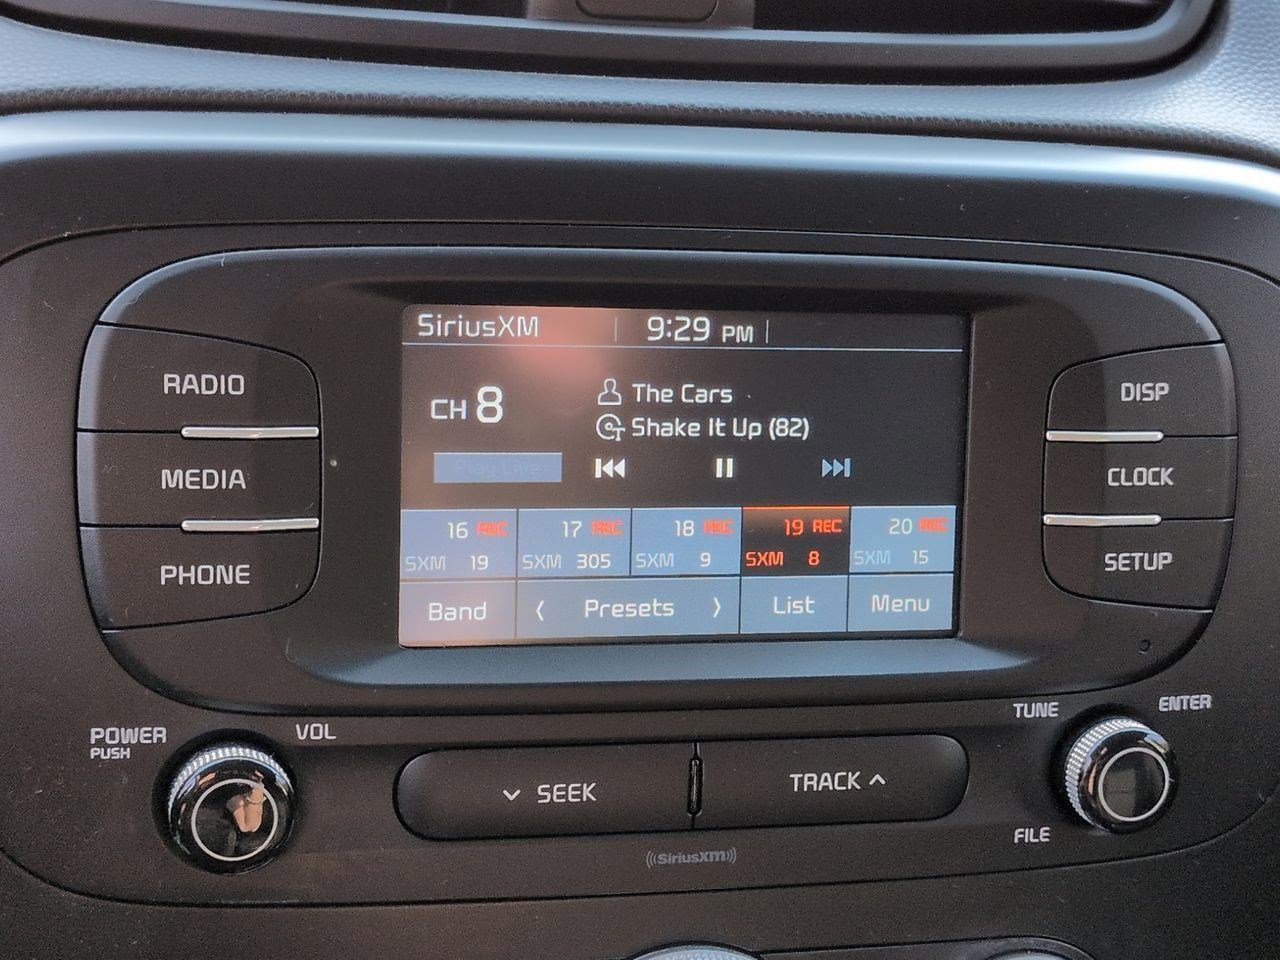 SiriusXM 9:29 PM
CH 8
The Cars
Shake It Up (82)
Play Live
16 REC
SXM 19
17 REC
SXM 305
18 REC
SXM 9
19 REC
SXM 8
20 REC
SXM 15
Band
Presets
List
Menu
RADIO
MEDIA
PHONE
DISP
CLOCK
SETUP
POWER
PUSH
VOL
SEEK
TRACK
TUNE
ENTER
FILE
SiriusXM